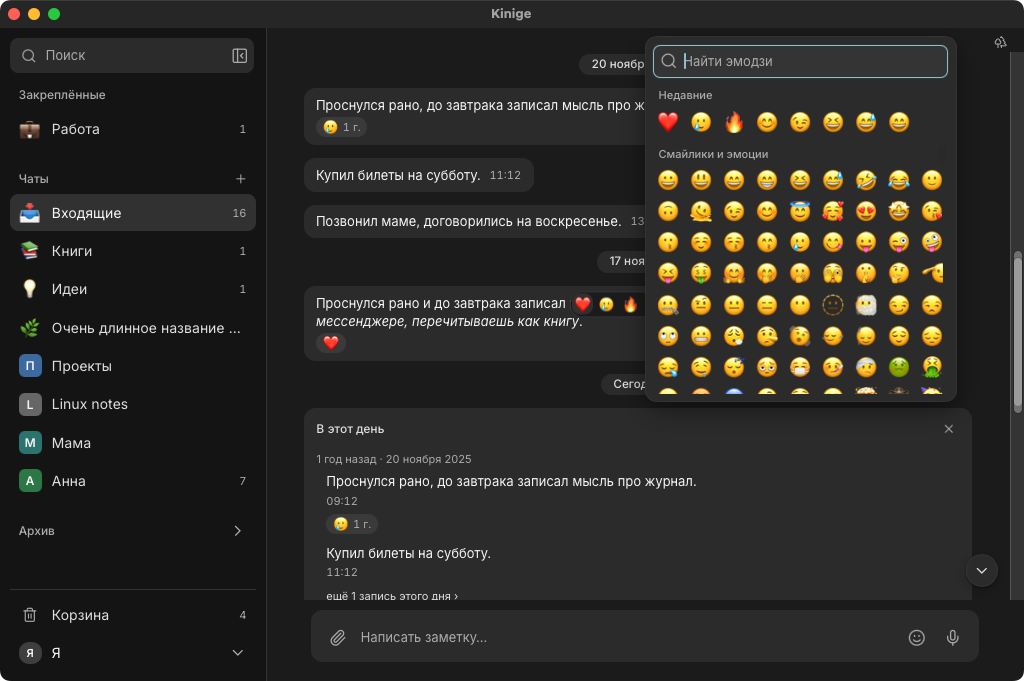 Kinige
Поиск
Закреплённые
Работа 1
Чаты
Входящие 16
Книги 1
Идеи 1
Очень длинное название ...
П Проекты
L Linux notes
М Мама
А Анна 7
Архив
Корзина 4
Я Я
20
Проснулся рано, до завтрака записал мысль про
1 г.
Купил билеты на субботу. 11:12
Позвонил маме, договорились на воскресенье.
17
Проснулся рано и до завтрака записал
мессенджере, перечитываешь как книгу.
В этот день
1 год назад · 20 ноября 2025
Проснулся рано, до завтрака записал мысль про журнал.
09:12
1 г.
Купил билеты на субботу.
11:12
ещё 1 запись этого дня ›
Написать заметку...
Найти эмодзи
Недавние
Смайлики и эмоции